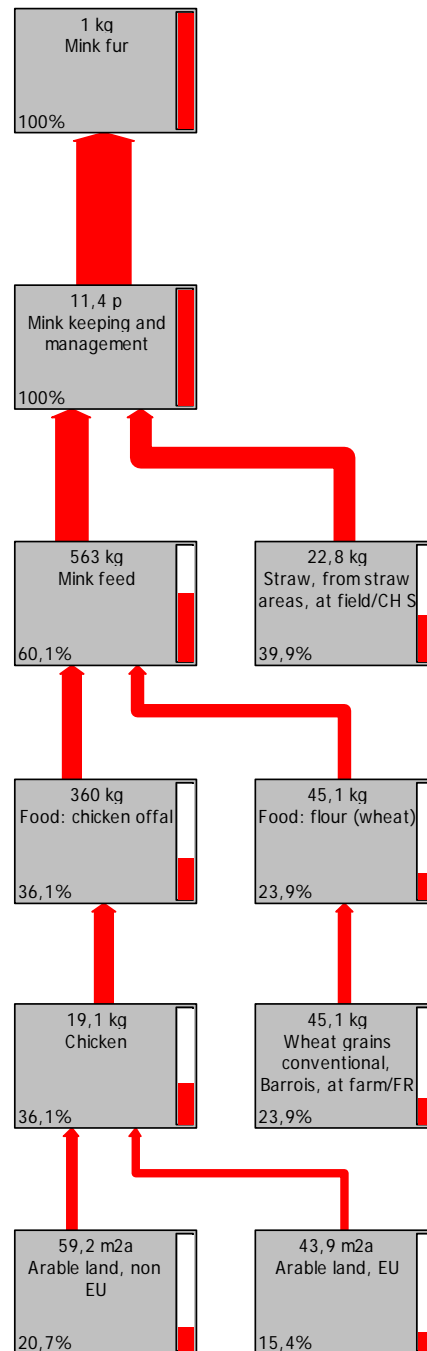 1 kg
Mink fur
100%
11,4 p
Mink keeping and
management
100%
563 kg
Mink feed
60,1%
22,8 kg
Straw, from straw
areas, at field/CH S
39,9%
360 kg
Food: chicken offal
36,1%
45,1 kg
Food: flour (wheat)
23,9%
19,1 kg
Chicken
36,1%
45,1 kg
Wheat grains
conventional,
Barrois, at farm/FR
23,9%
59,2 m2a
Arable land, non
EU
20,7%
43,9 m2a
Arable land, EU
15,4%